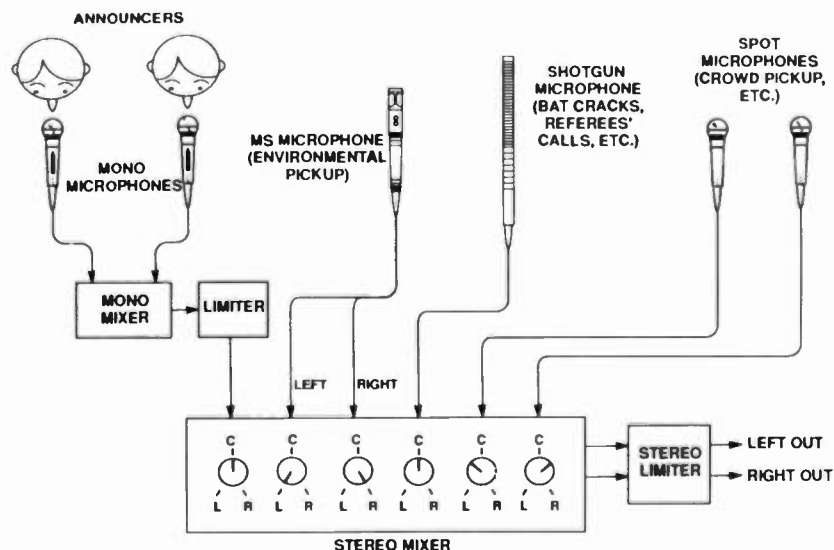 ANNOUNCERS
MONO
MICROPHONES
MS MICROPHONE
(ENVIRONMENTAL
PICKUP)
SHOTGUN
MICROPHONE
(BAT CRACKS,
REFEREES'
CALLS, ETC.)
SPOT
MICROPHONES
(CROWD PICKUP,
ETC.)
MONO
MIXER
LIMITER
LEFT
RIGHT
C C C C C C
L R L R L R L R L R L R
STEREO MIXER
STEREO
LIMITER
LEFT OUT
RIGHT OUT